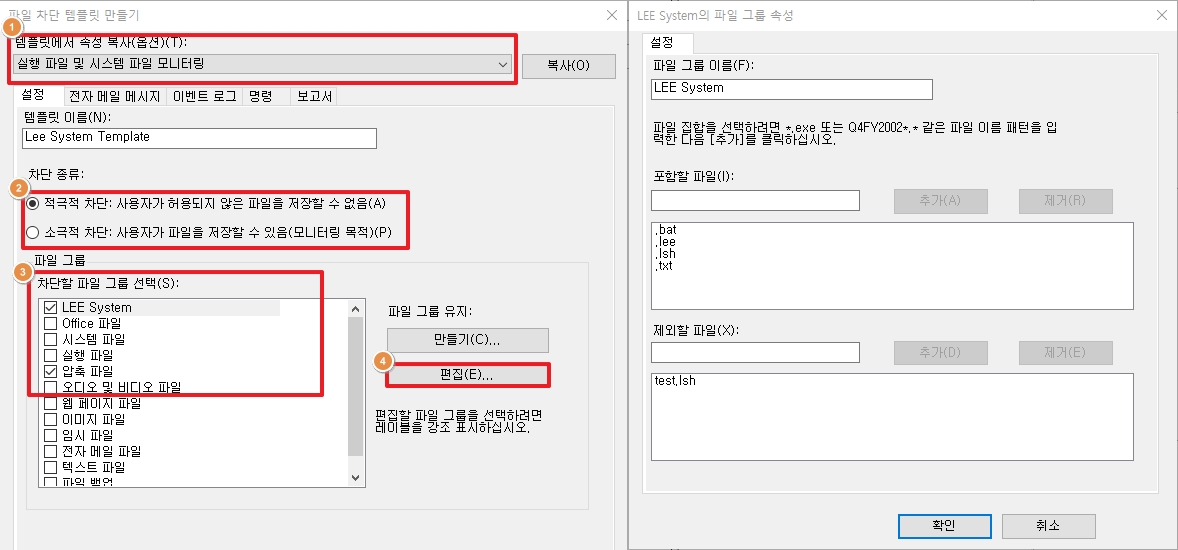 파일 차단 템플릿 만들기
1
템플릿에서 속성 복사(옵션)(T):
실행 파일 및 시스템 파일 모니터링
복사(O)
설정 전자 메일 메시지 이벤트 로그 명령 보고서
템플릿 이름(N):
Lee System Template
차단 종류:
2
적극적 차단: 사용자가 허용되지 않은 파일을 저장할 수 없음(A)
소극적 차단: 사용자가 파일을 저장할 수 있음(모니터링 목적)(P)
파일 그룹
3
차단할 파일 그룹 선택(S):
LEE System
Office 파일
시스템 파일
실행 파일
압축 파일
오디오 및 비디오 파일
웹 페이지 파일
이미지 파일
임시 파일
전자 메일 파일
텍스트 파일
파일 백업
파일 그룹 유지:
만들기(C)...
4
편집(E)...
편집할 파일 그룹을 선택하려면
레이블을 강조 표시하십시오.
LEE System의 파일 그룹 속성
설정
파일 그룹 이름(F):
LEE System
파일 집합을 선택하려면 *.exe 또는 Q4FY2002*.* 같은 파일 이름 패턴을 입
력한 다음 [추가]를 클릭하십시오.
포함할 파일(I):
추가(A) 제거(R)
.bat
.lee
.lsh
.txt
제외할 파일(X):
추가(D) 제거(E)
test.lsh
확인 취소